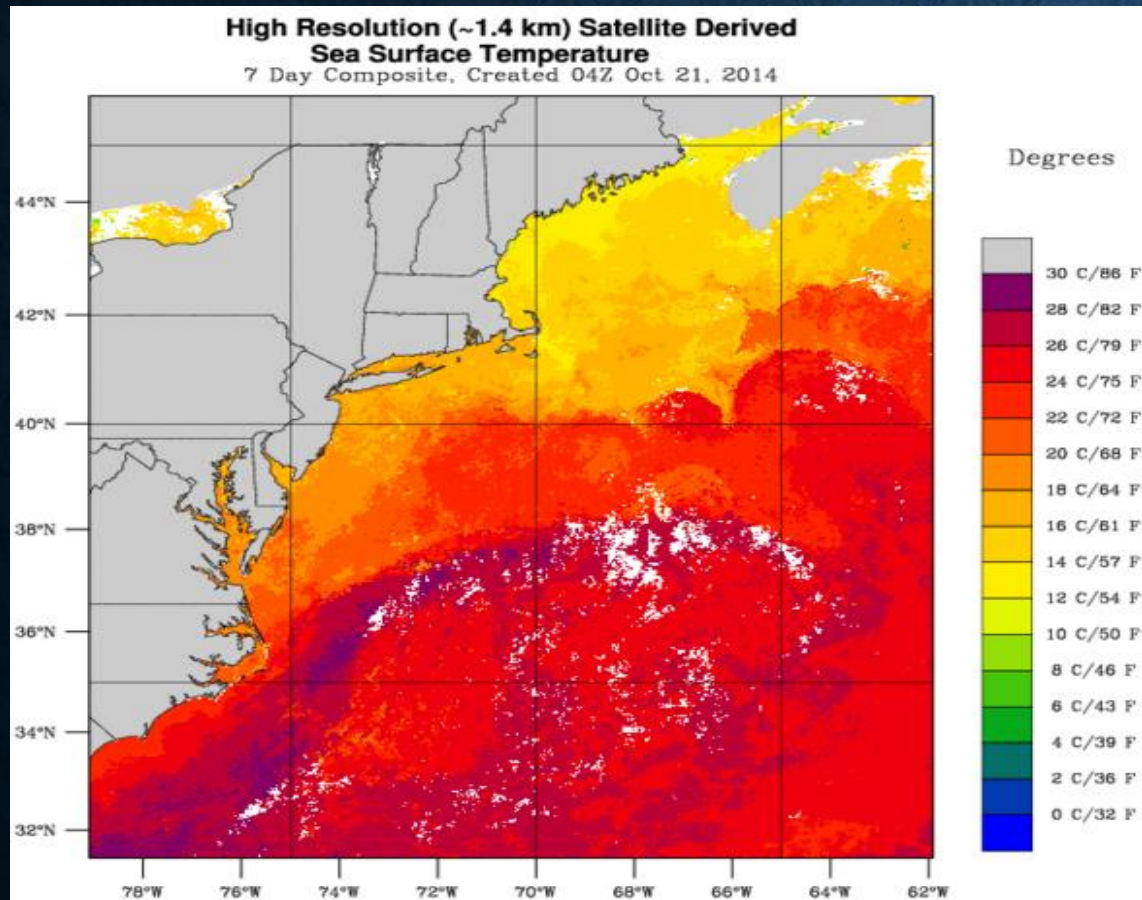 High Resolution (~1.4 km) Satellite Derived
Sea Surface Temperature
7 Day Composite, Created 04Z Oct 21, 2014
Degrees
30 C/86 F
28 C/82 F
26 C/79 F
24 C/75 F
22 C/72 F
20 C/68 F
18 C/64 F
16 C/61 F
14 C/57 F
12 C/54 F
10 C/50 F
8 C/46 F
6 C/43 F
4 C/39 F
2 C/36 F
0 C/32 F
44°N
42°N
40°N
38°N
36°N
34°N
32°N
78°W 76°W 74°W 72°W 70°W 68°W 66°W 64°W 62°W